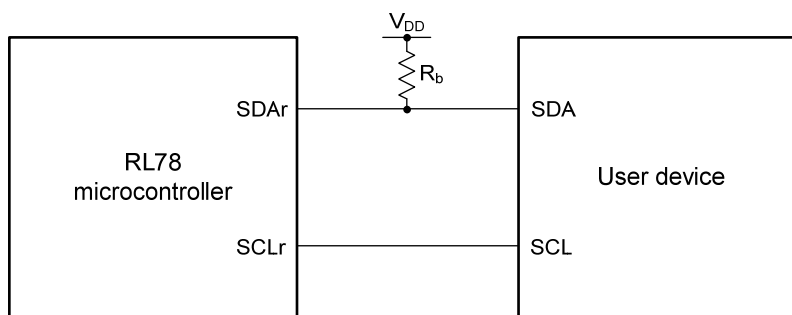 VDD
Rb
SDAr
SDA
RL78
microcontroller
User device
SCLr
SCL